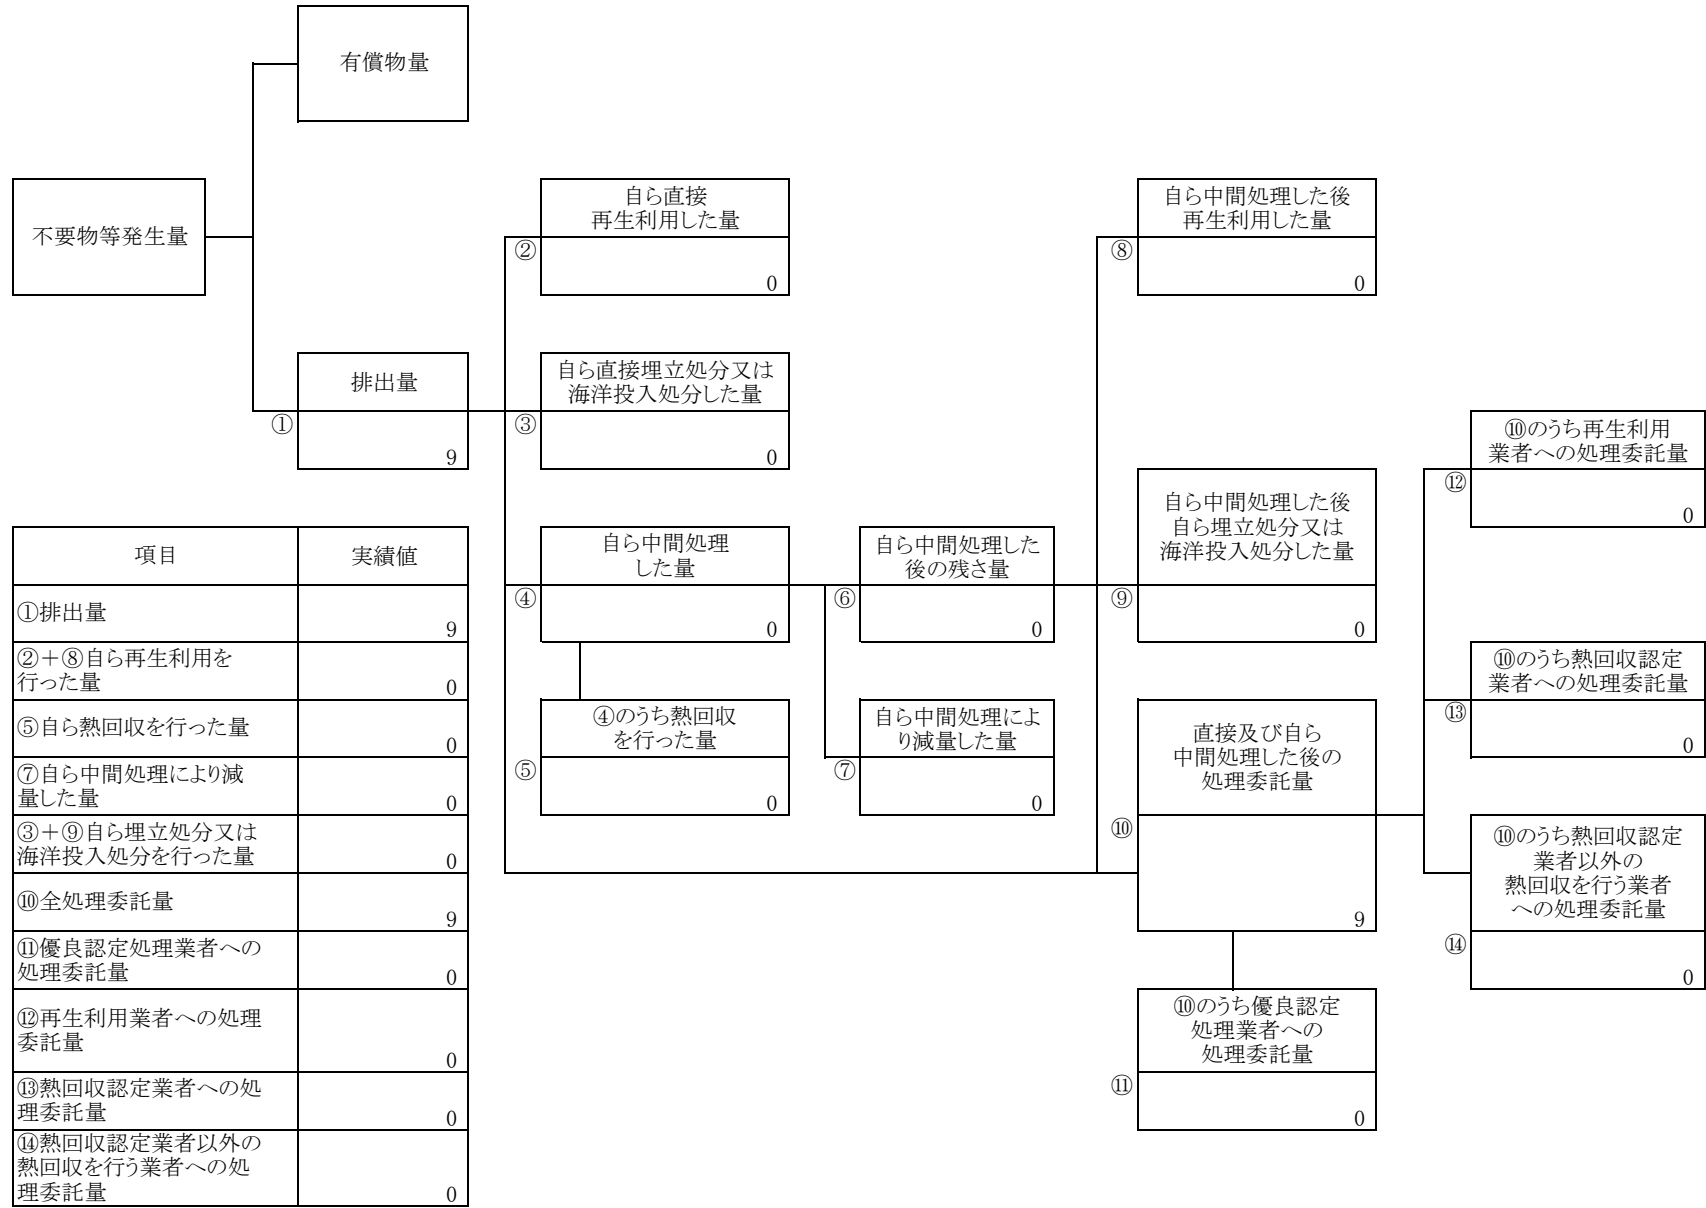 有償物量
不要物等発生量
排出量
①
9
自ら直接
再生利用した量
②
0
自ら直接埋立処分又は
海洋投入処分した量
③
0
自ら中間処理
した量
④
0
④のうち熱回収
を行った量
⑤
0
自ら中間処理した
後の残さ量
⑥
0
自ら中間処理によ
り減量した量
⑦
0
自ら中間処理した後
再生利用した量
⑧
0
自ら中間処理した後
自ら埋立処分又は
海洋投入処分した量
⑨
0
直接及び自ら
中間処理した後の
処理委託量
⑩
9
⑩のうち優良認定
処理業者への
処理委託量
⑪
0
⑩のうち再生利用
業者への処理委託量
⑫
0
⑩のうち熱回収認定
業者への処理委託量
⑬
0
⑩のうち熱回収認定
業者以外の
熱回収を行う業者
への処理委託量
⑭
0
項目 実績値
①排出量
9
②＋⑧自ら再生利用を
行った量
0
⑤自ら熱回収を行った量
0
⑦自ら中間処理により減
量した量
0
③＋⑨自ら埋立処分又は
海洋投入処分を行った量
0
⑩全処理委託量
9
⑪優良認定処理業者への
処理委託量
0
⑫再生利用業者への処理
委託量
0
⑬熱回収認定業者への処
理委託量
0
⑭熱回収認定業者以外の
熱回収を行う業者への処
理委託量
0